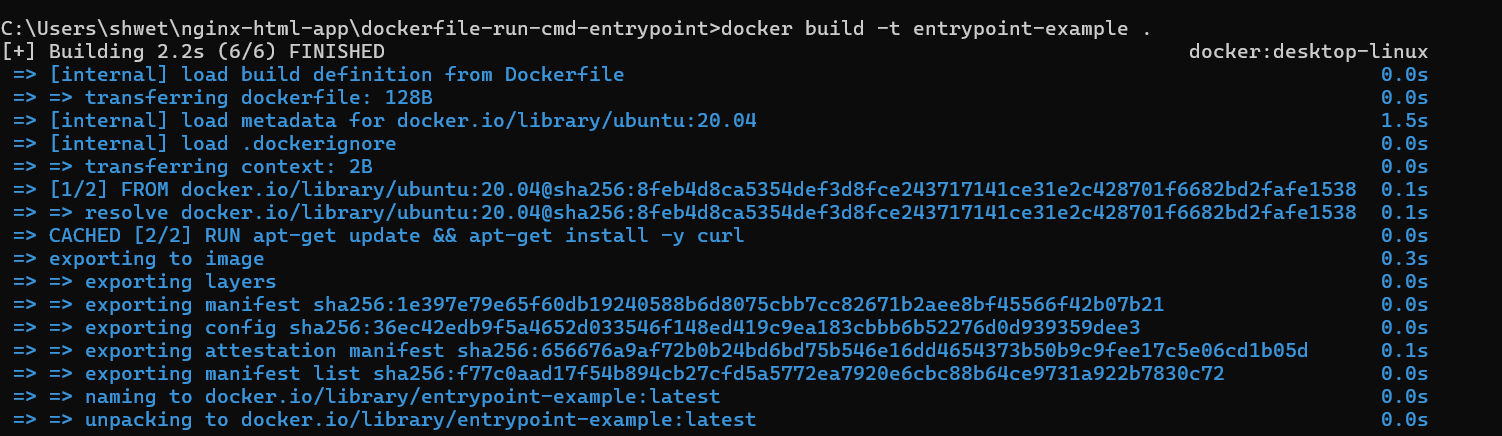 C:\Users\shwet\nginx-html-app\dockerfile-run-cmd-entrypoint>docker build -t entrypoint-example .
[+] Building 2.2s (6/6) FINISHED docker:desktop-linux
=> [internal] load build definition from Dockerfile 0.0s
=> => transferring dockerfile: 128B 0.0s
=> [internal] load metadata for docker.io/library/ubuntu:20.04 1.5s
=> [internal] load .dockerignore 0.0s
=> => transferring context: 2B 0.0s
=> [1/2] FROM docker.io/library/ubuntu:20.04@sha256:8feb4d8ca5354def3d8fce243717141ce31e2c428701f6682bd2fafe1538 0.1s
=> => resolve docker.io/library/ubuntu:20.04@sha256:8feb4d8ca5354def3d8fce243717141ce31e2c428701f6682bd2fafe1538 0.1s
=> CACHED [2/2] RUN apt-get update && apt-get install -y curl 0.0s
=> exporting to image 0.3s
=> => exporting layers 0.0s
=> => exporting manifest sha256:1e397e79e65f60db19240588b6d8075cbb7cc82671b2aee8bf45566f42b07b21 0.0s
=> => exporting config sha256:36ec42edb9f5a4652d033546f148ed419c9ea183cbbb6b52276d0d939359dee3 0.0s
=> => exporting attestation manifest sha256:656676a9af72b0b24bd6bd75b546e16dd4654373b50b9c9fee17c5e06cd1b05d 0.1s
=> => exporting manifest list sha256:f77c0aad17f54b894cb27cfd5a5772ea7920e6cbc88b64ce9731a922b7830c72 0.0s
=> => naming to docker.io/library/entrypoint-example:latest 0.0s
=> => unpacking to docker.io/library/entrypoint-example:latest 0.0s